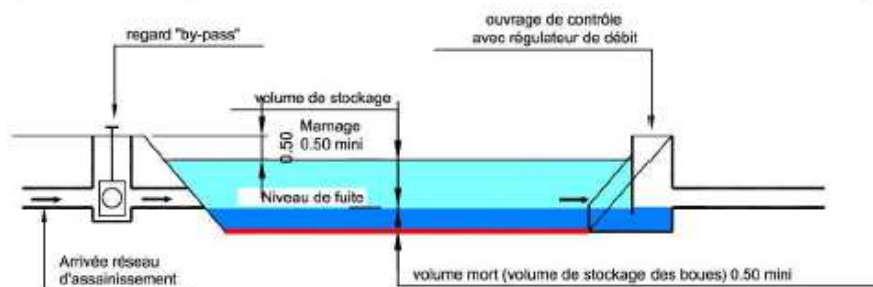 regard "by-pass"
ouvrage de contrôle
avec régulateur de débit
volume de stockage
0.50
Marnage
0.50 mini
Niveau de fuite
Arrivée réseau
d'assainissement
volume mort (volume de stockage des boues) 0.50 mini